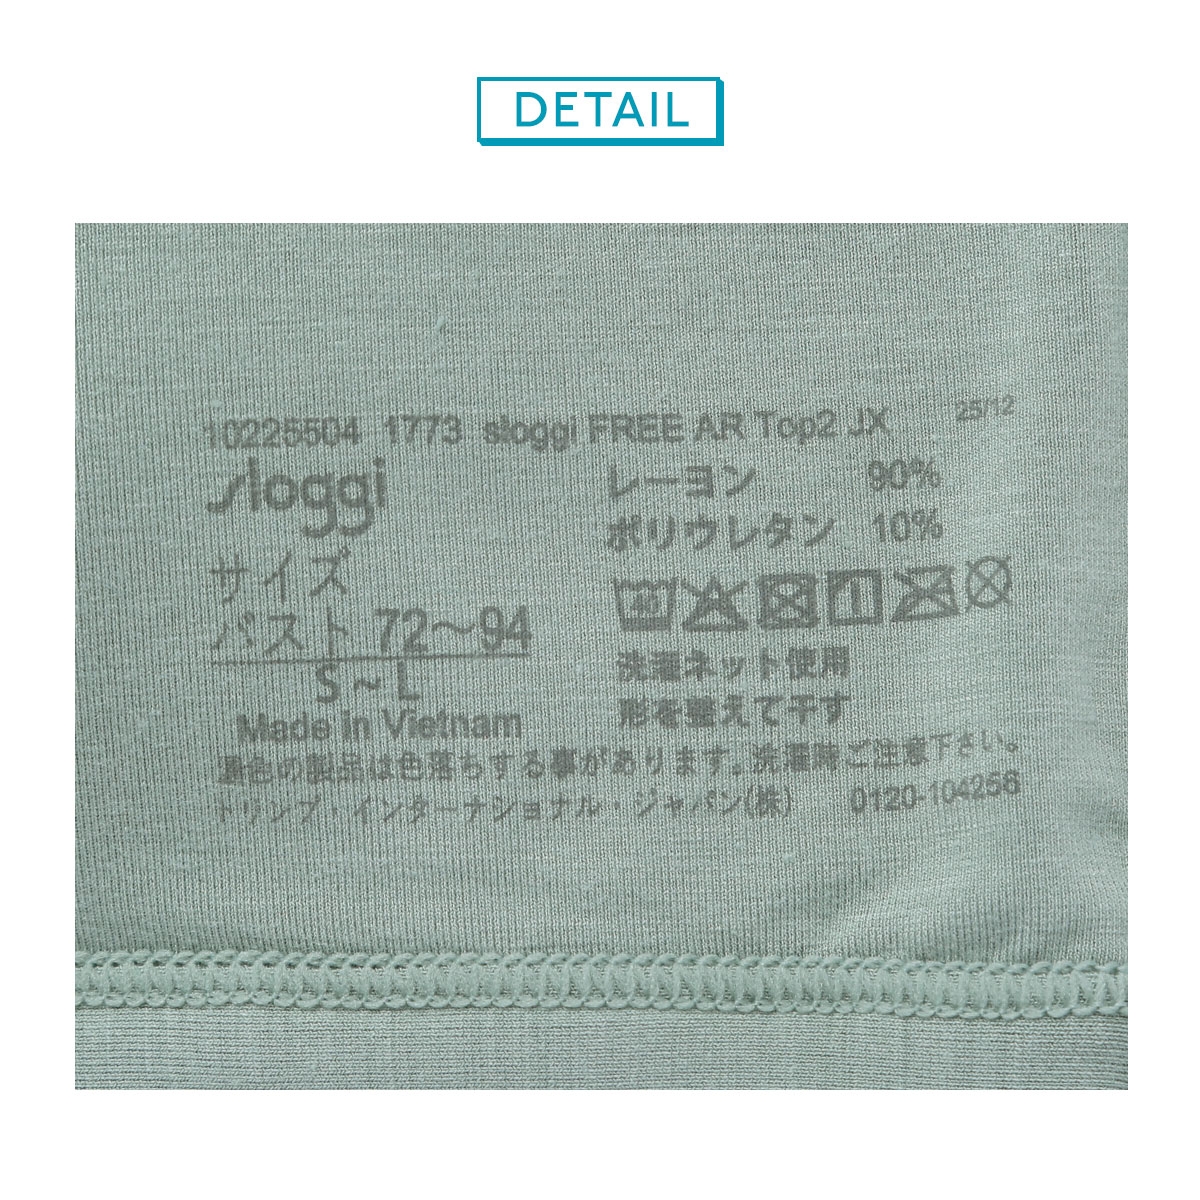 DETAIL
10225504 1773 sloggi FREE AR Top2 JX 25/12
sloggi
レーヨン 90%
ポリウレタン 10%
サイズ
バスト 72～94
S～L
40
洗濯ネット使用
形を整えて干す
Made in Vietnam
黒色の製品は色落ちする事があります。洗濯時ご注意下さい。
トリンプ・インターナショナル・ジャパン(株) 0120-104256